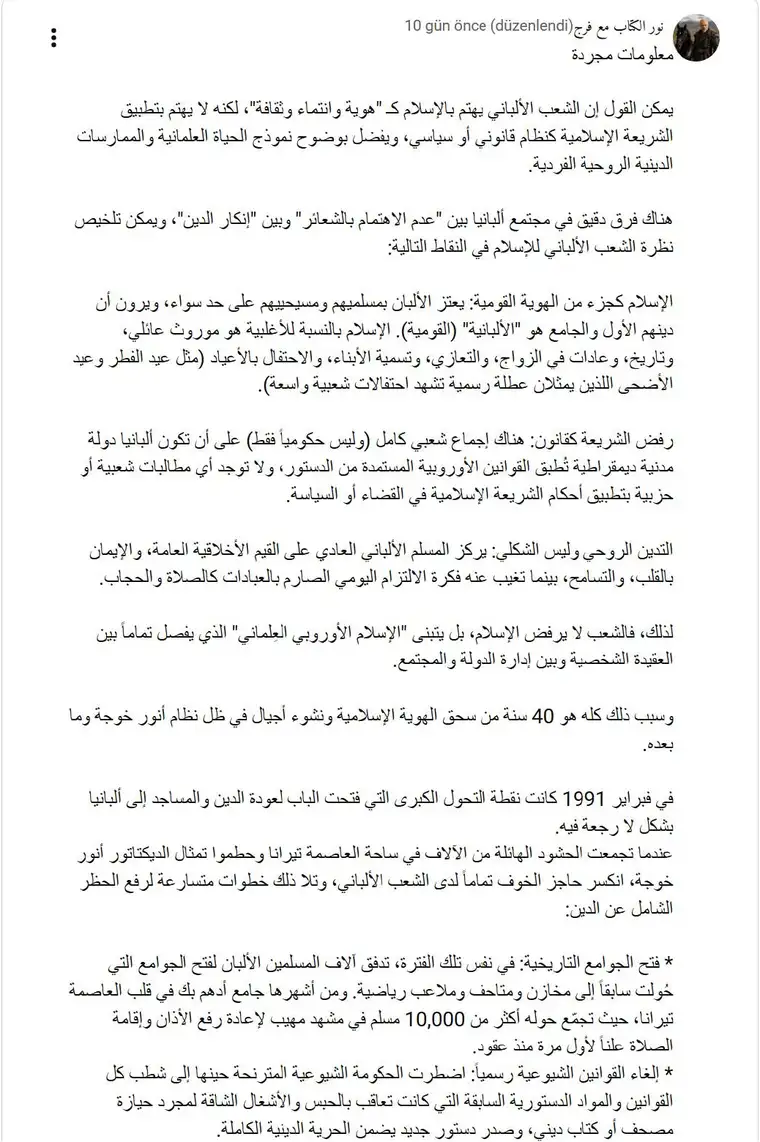 نور الكتاب مع فرج 10 gün önce (düzenlendi)
معلومات مجردة
يمكن القول إن الشعب الألباني يهتم بالإسلام كـ "هوية وانتماء وثقافة"، لكنه لا يهتم بتطبيق
الشريعة الإسلامية كنظام قانوني أو سياسي، ويفضل بوضوح نموذج الحياة العلمانية والممارسات
الدينية الروحية الفردية.
هناك فرق دقيق في مجتمع ألبانيا بين "عدم الاهتمام بالشعائر" وبين "إنكار الدين"، ويمكن تلخيص
نظرة الشعب الألباني للإسلام في النقاط التالية:
الإسلام كجزء من الهوية القومية: يعتز الألبان بمسلميهم ومسيحييهم على حد سواء، ويرون أن
دينهم الأول والجامع هو "الألبانية" (القومية). الإسلام بالنسبة للأغلبية هو موروث عائلي،
وتاريخ، وعادات في الزواج، والتعازي، وتسمية الأبناء، والاحتفال بالأعياد (مثل عيد الفطر وعيد
الأضحى اللذين يمثلان عطلة رسمية تشهد احتفالات شعبية واسعة).
رفض الشريعة كقانون: هناك إجماع شعبي كامل (وليس حكومياً فقط) على أن تكون ألبانيا دولة
مدنية ديمقراطية تُطبق القوانين الأوروبية المستمدة من الدستور، ولا توجد أي مطالبات شعبية أو
حزبية بتطبيق أحكام الشريعة الإسلامية في القضاء أو السياسة.
التدين الروحي وليس الشكلي: يركز المسلم الألباني العادي على القيم الأخلاقية العامة، والإيمان
بالقلب، والتسامح، بينما تغيب عنه فكرة الالتزام اليومي الصارم بالعبادات كالصلاة والحجاب.
لذلك، فالشعب لا يرفض الإسلام، بل يتبنى "الإسلام الأوروبي العِلماني" الذي يفصل تماماً بين
العقيدة الشخصية وبين إدارة الدولة والمجتمع.
وسبب ذلك كله هو 40 سنة من سحق الهوية الإسلامية ونشوء أجيال في ظل نظام أنور خوجة وما
بعده.
في فبراير 1991 كانت نقطة التحول الكبرى التي فتحت الباب لعودة الدين والمساجد إلى ألبانيا
بشكل لا رجعة فيه.
عندما تجمعت الحشود الهائلة من الآلاف في ساحة العاصمة تيرانا وحطموا تمثال الديكتاتور أنور
خوجة، انكسر حاجز الخوف تماماً لدى الشعب الألباني، وتلا ذلك خطوات متسارعة لرفع الحظر
الشامل عن الدين:
* فتح الجوامع التاريخية: في نفس تلك الفترة، تدفق آلاف المسلمين الألبان لفتح الجوامع التي
حُولت سابقاً إلى مخازن ومتاحف وملاعب رياضية. ومن أشهرها جامع أدهم بك في قلب العاصمة
تيرانا، حيث تجمّع حوله أكثر من 10,000 مسلم في مشهد مهيب لإعادة رفع الأذان وإقامة
الصلاة علناً لأول مرة منذ عقود.
* إلغاء القوانين الشيوعية رسمياً: اضطرت الحكومة الشيوعية المترنحة حينها إلى شطب كل
القوانين والمواد الدستورية السابقة التي كانت تعاقب بالحبس والأشغال الشاقة لمجرد حيازة
مصحف أو كتاب ديني، وصدر دستور جديد يضمن الحرية الدينية الكاملة.